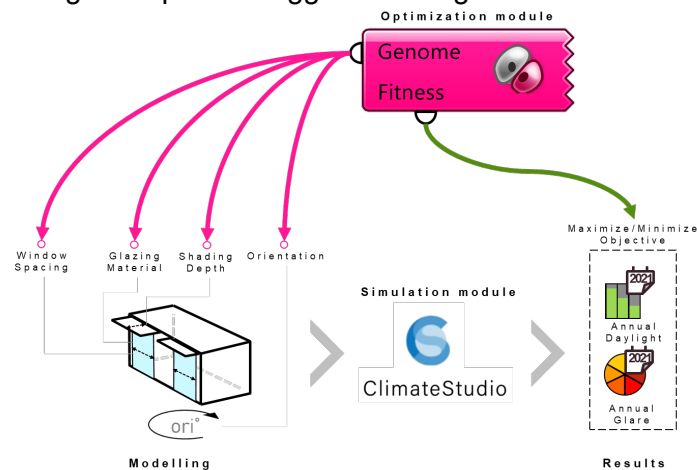 Optimization module
Genome
Fitness
Maximize/Minimize
Objective
Window
Spacing
Glazing
Material
Shading
Depth
Orientation
2021
Annual
Daylight
2021
Annual
Glare
Simulation module
ClimateStudio
ori°
Modelling
Results